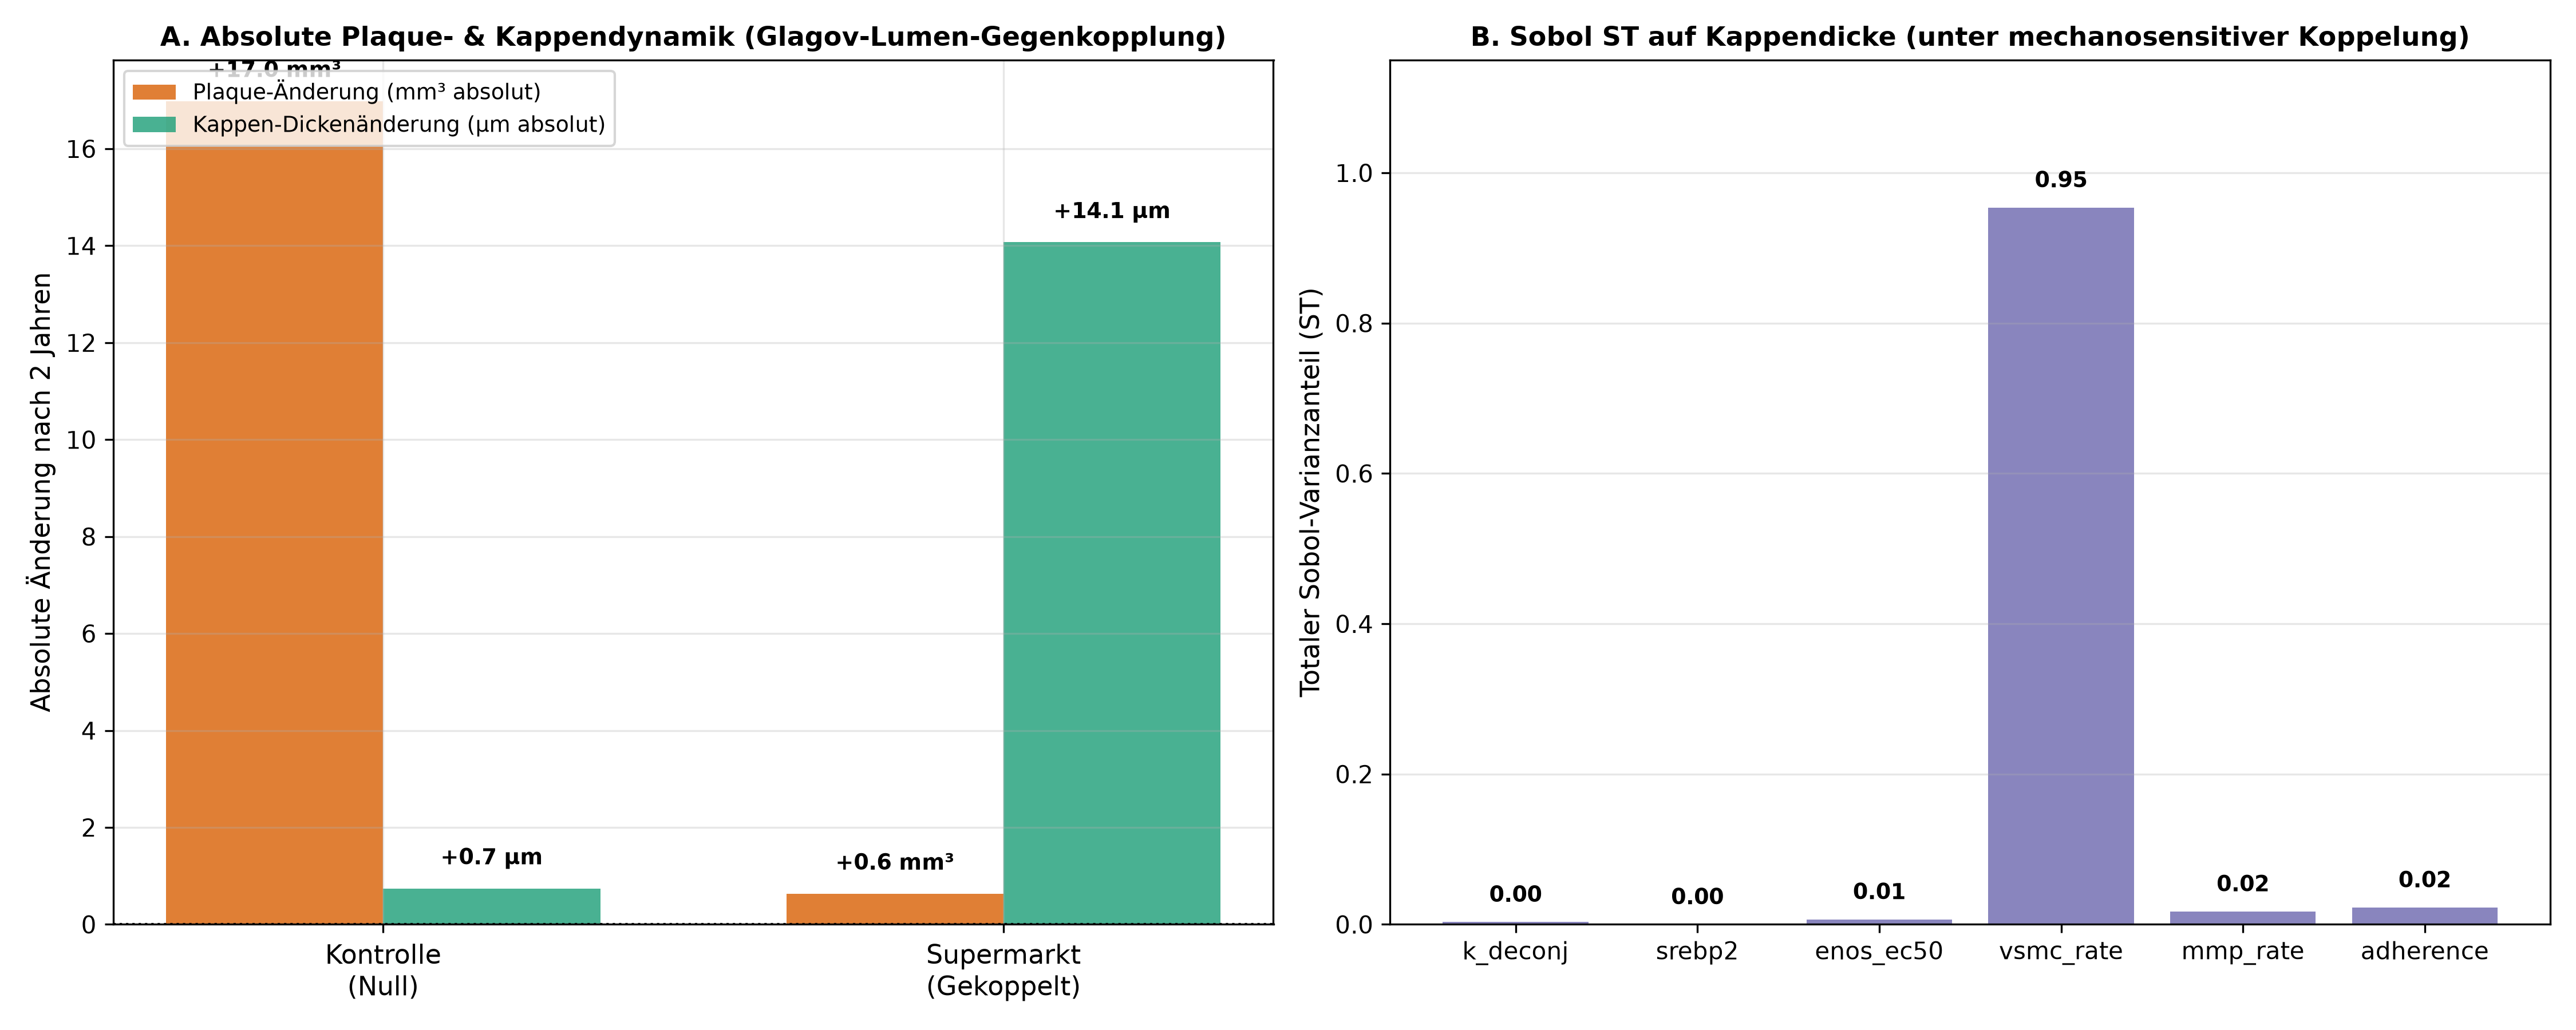 A. Absolute Plaque- & Kappendynamik (Glagov-Lumen-Gegenkopplung)
+17.0 mm³
Plaque-Änderung (mm³ absolut)
Kappen-Dickenänderung (µm absolut)
Absolute Änderung nach 2 Jahren
16
14
12
10
8
6
4
2
0
+0.7 µm
+0.6 mm³
+14.1 µm
Kontrolle
(Null)
Supermarkt
(Gekoppelt)
B. Sobol ST auf Kappendicke (unter mechanosensitiver Koppelung)
Totaler Sobol-Varianzanteil (ST)
1.0
0.8
0.6
0.4
0.2
0.0
0.00
0.00
0.01
0.95
0.02
0.02
k_deconj
srebp2
enos_ec50
vsmc_rate
mmp_rate
adherence